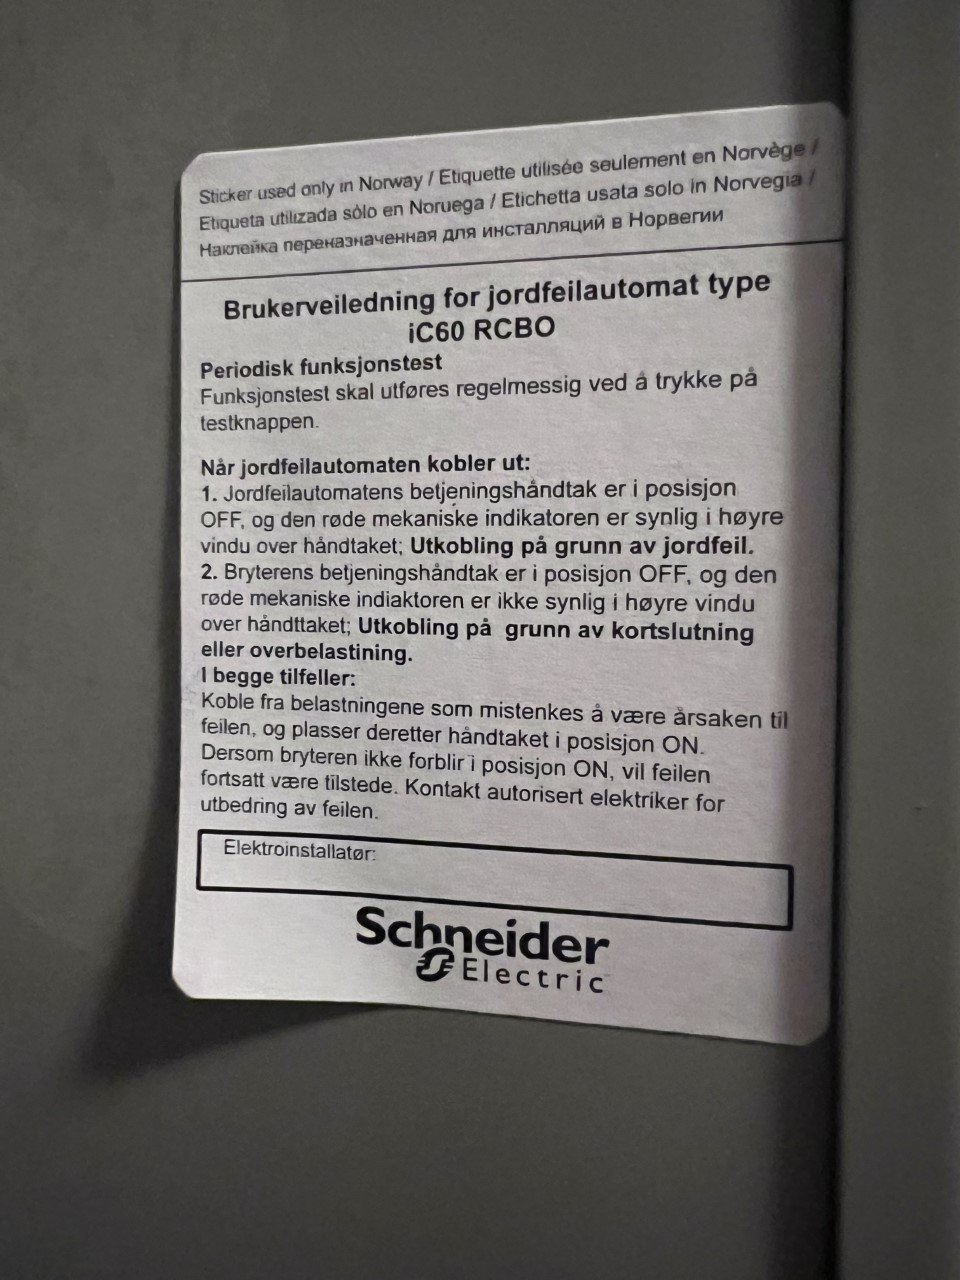 Sticker used only in Norway / Etiquette utilisée seulement en Norvège /
Etiqueta utilizada sólo en Noruega / Etichetta usata solo in Norvegia /
Наклейка переназначенная для инсталляций в Норвегии
Brukerveiledning for jordfeilautomat type
iC60 RCBO
Periodisk funksjonstest
Funksjonstest skal utføres regelmessig ved å trykke på
testknappen.
Når jordfeilautomaten kobler ut:
1. Jordfeilautomatens betjeningshåndtak er i posisjon
OFF, og den røde mekaniske indikatoren er synlig i høyre
vindu over håndtaket; Utkobling på grunn av jordfeil.
2. Bryterens betjeningshåndtak er i posisjon OFF, og den
røde mekaniske indiaktoren er ikke synlig i høyre vindu
over håndttaket; Utkobling på grunn av kortslutning
eller overbelastining.
I begge tilfeller:
Koble fra belastningene som mistenkes å være årsaken til
feilen, og plasser deretter håndtaket i posisjon ON.
Dersom bryteren ikke forblir i posisjon ON, vil feilen
fortsatt være tilstede. Kontakt autorisert elektriker for
utbedring av feilen.
Elektroinstallatør:
Schneider
Electric